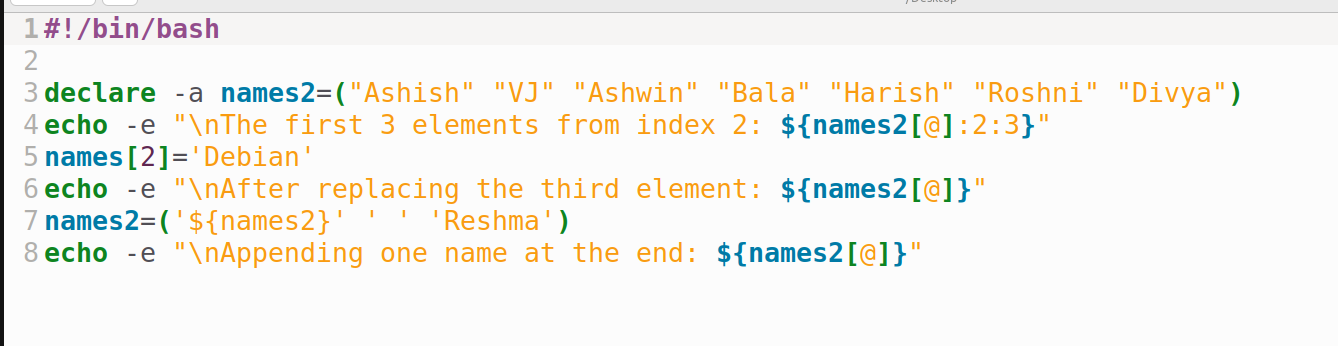 /Desktop
1 #!/bin/bash
2
3 declare -a names2=("Ashish" "VJ" "Ashwin" "Bala" "Harish" "Roshni" "Divya")
4 echo -e "\nThe first 3 elements from index 2: ${names2[@]:2:3}"
5 names[2]='Debian'
6 echo -e "\nAfter replacing the third element: ${names2[@]}"
7 names2=('${names2}' ' ' 'Reshma')
8 echo -e "\nAppending one name at the end: ${names2[@]}"